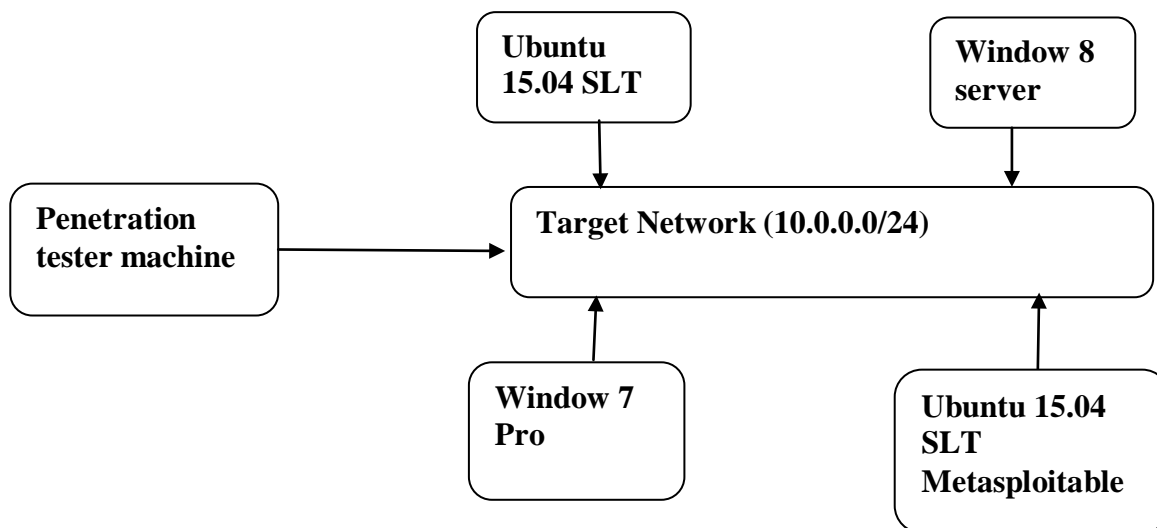 Ubuntu
15.04 SLT
Window 8
server
Penetration
tester machine
Target Network (10.0.0.0/24)
Window 7
Pro
Ubuntu 15.04
SLT
Metasploitable